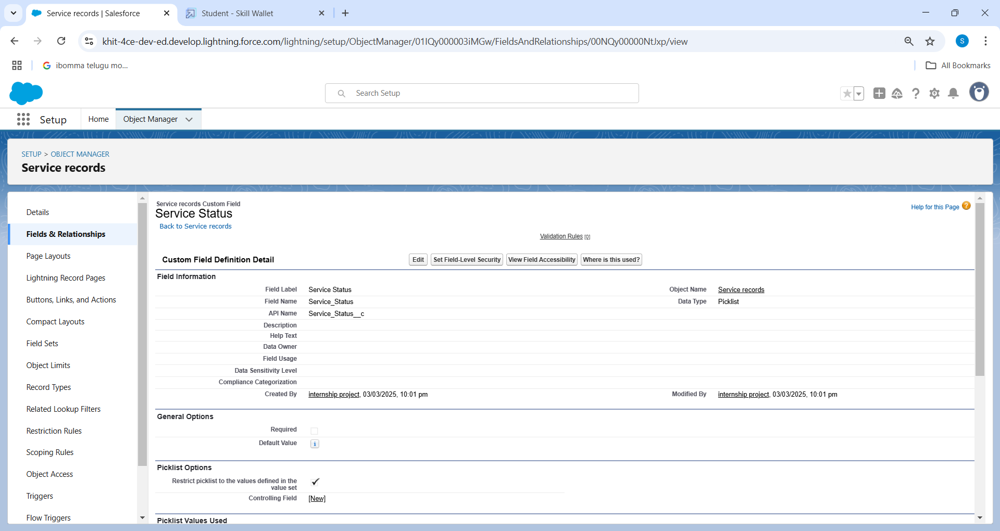 Service records | Salesforce
Student - Skill Wallet
khit-4ce-dev-ed.develop.lightning.force.com/lightning/setup/ObjectManager/01IQy000003iMGw/FieldsAndRelationships/00NQy00000NtJxp/view
S
ibomma telugu mo...
All Bookmarks
Search Setup
Setup
Home
Object Manager
SETUP > OBJECT MANAGER
Service records
Details
Fields & Relationships
Page Layouts
Lightning Record Pages
Buttons, Links, and Actions
Compact Layouts
Field Sets
Object Limits
Record Types
Related Lookup Filters
Restriction Rules
Scoping Rules
Object Access
Triggers
Flow Triggers
Service records Custom Field
Service Status
Back to Service records
Help for this Page ?
Validation Rules [0]
Custom Field Definition Detail
Edit
Set Field-Level Security
View Field Accessibility
Where is this used?
Field Information
Field Label Service Status Object Name Service records
Field Name Service_Status Data Type Picklist
API Name Service_Status__c
Description
Help Text
Data Owner
Field Usage
Data Sensitivity Level
Compliance Categorization
Created By internship project, 03/03/2025, 10:01 pm Modified By internship project, 03/03/2025, 10:01 pm
General Options
Required
Default Value i
Picklist Options
Restrict picklist to the values defined in the
value set
Controlling Field [New]
Picklist Values Used